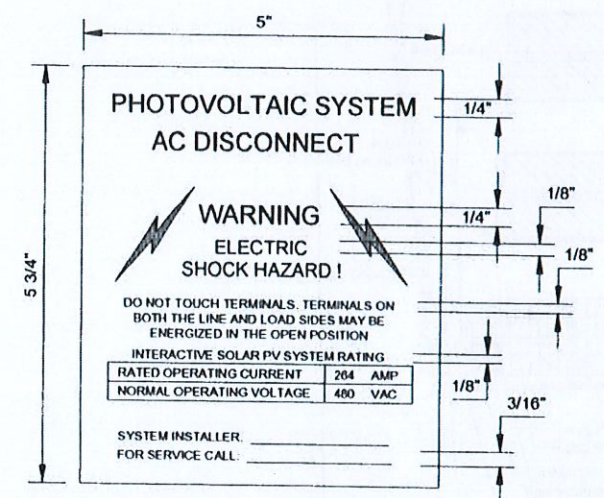 5"
PHOTOVOLTAIC SYSTEM
AC DISCONNECT
1/4"
5 3/4"
WARNING
1/4"
1/8"
ELECTRIC
SHOCK HAZARD !
1/8"
DO NOT TOUCH TERMINALS. TERMINALS ON
BOTH THE LINE AND LOAD SIDES MAY BE
ENERGIZED IN THE OPEN POSITION
INTERACTIVE SOLAR PV SYSTEM RATING
RATED OPERATING CURRENT 264 AMP
NORMAL OPERATING VOLTAGE 480 VAC
1/8"
3/16"
SYSTEM INSTALLER:
FOR SERVICE CALL: